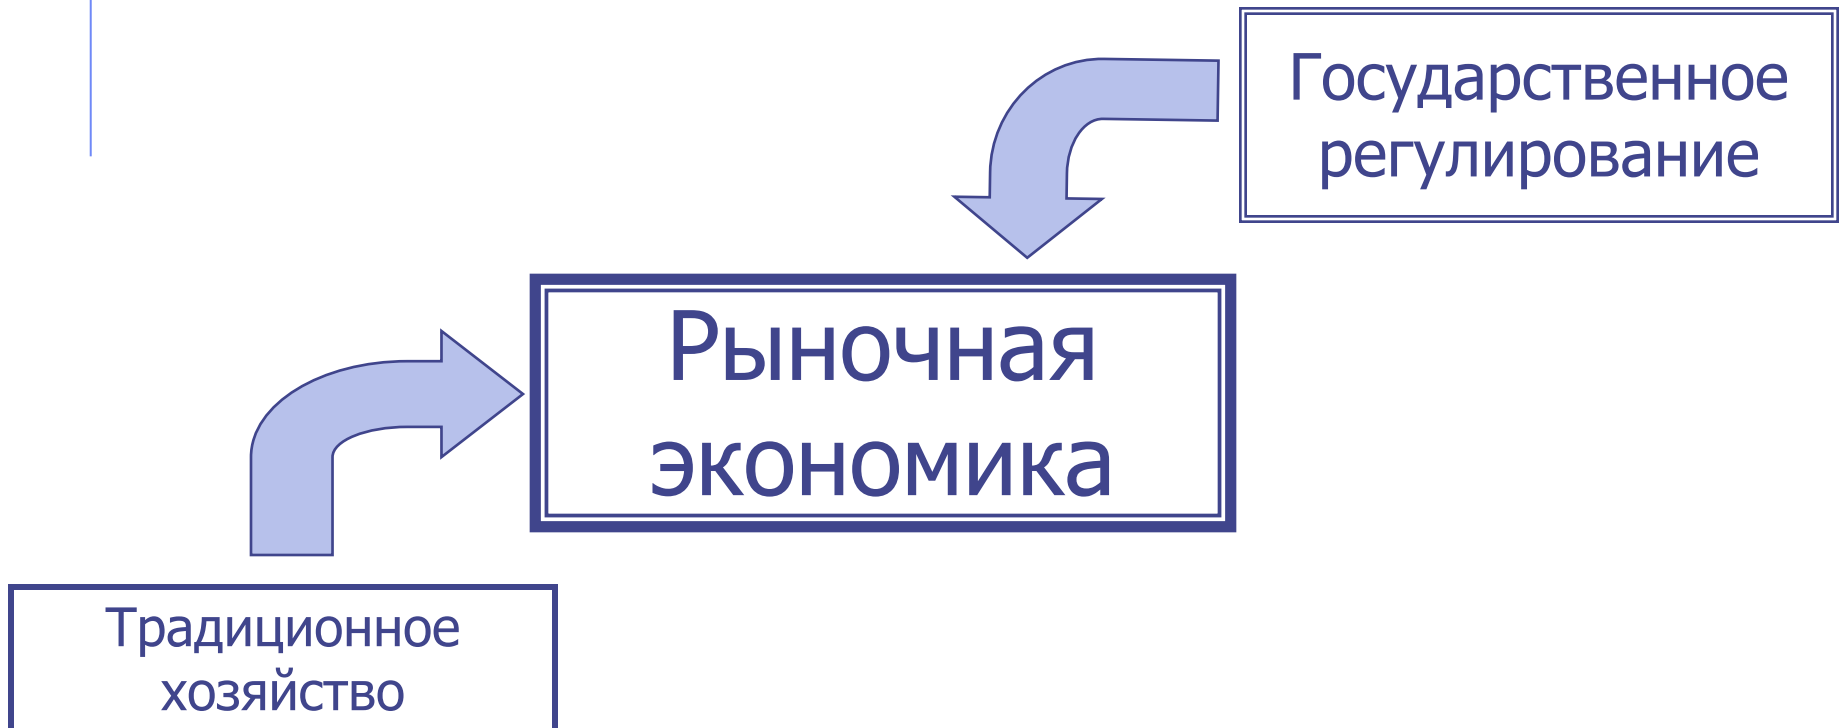 Государственное
регулирование
Рыночная
экономика
Традиционное
хозяйство